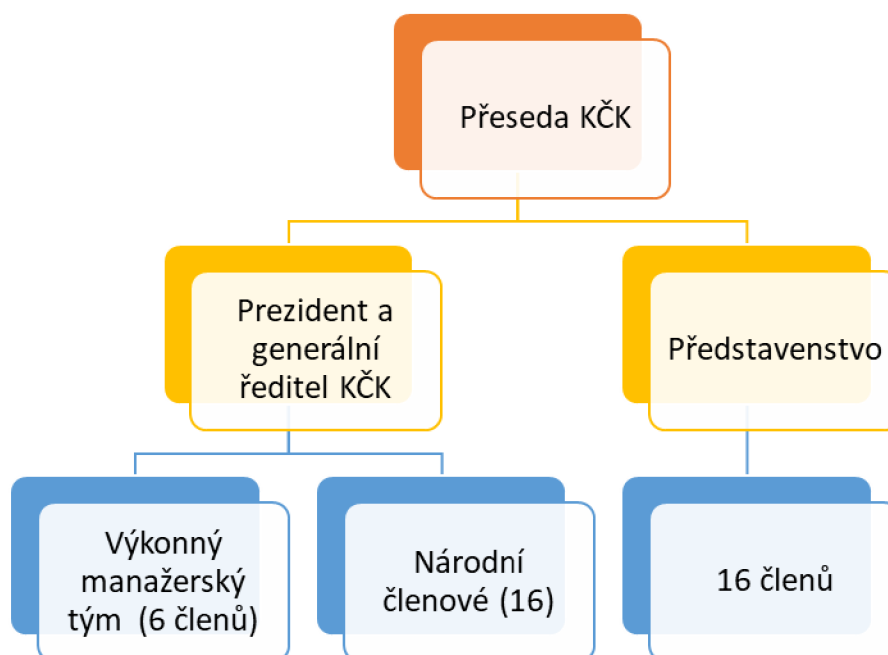 Přeseda KČK
Prezident a
generální
ředitel KČK
Představenstvo
Výkonný
manažerský
tým  (6 členů)
Národní
členové (16)
16 členů